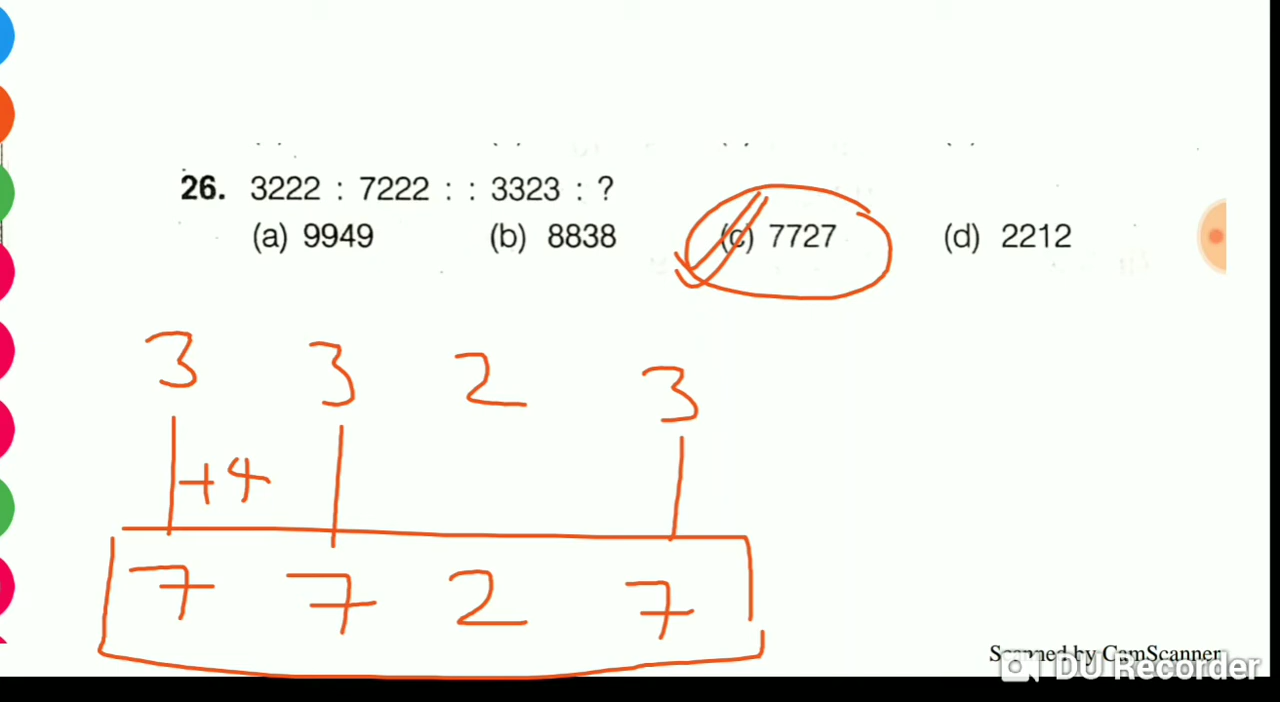 26. 3222 : 7222 : : 3323 : ?
(a) 9949 (b) 8838 (c) 7727 (d) 2212
3 3 2 3
+4
7 7 2 7
Scanned by CamScanner
DU Recorder